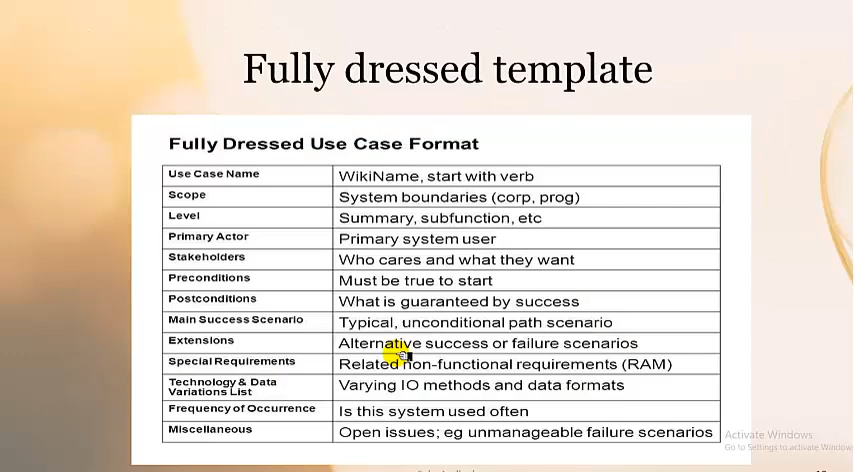 Fully dressed template
Fully Dressed Use Case Format
Use Case Name WikiName, start with verb
Scope System boundaries (corp, prog)
Level Summary, subfunction, etc
Primary Actor Primary system user
Stakeholders Who cares and what they want
Preconditions Must be true to start
Postconditions What is guaranteed by success
Main Success Scenario Typical, unconditional path scenario
Extensions Alternative success or failure scenarios
Special Requirements Related non-functional requirements (RAM)
Technology & Data Varying IO methods and data formats
Variations List
Frequency of Occurrence Is this system used often
Miscellaneous Open issues; eg unmanageable failure scenarios
Activate Windows
Go to Settings to activate Windows